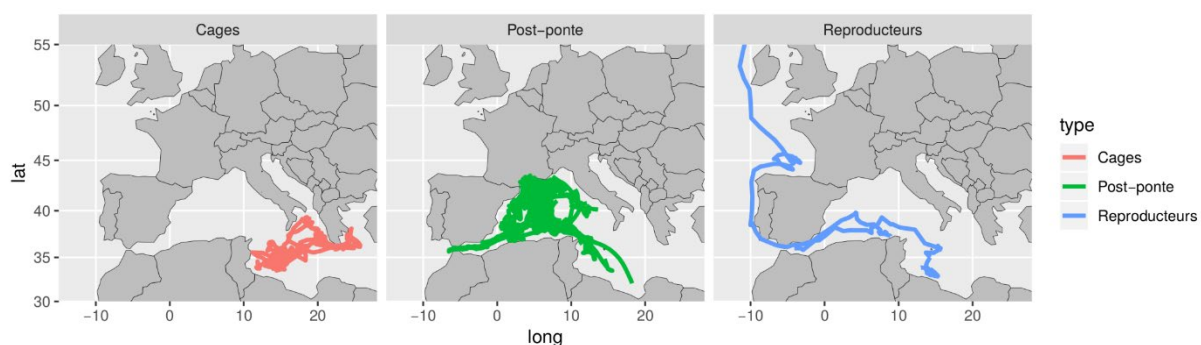 Cages
Post-ponte
Reproducteurs
55
50
45
40
35
30
lat
−10
0
10
20
−10
0
10
20
−10
0
10
20
long
type
Cages
Post-ponte
Reproducteurs